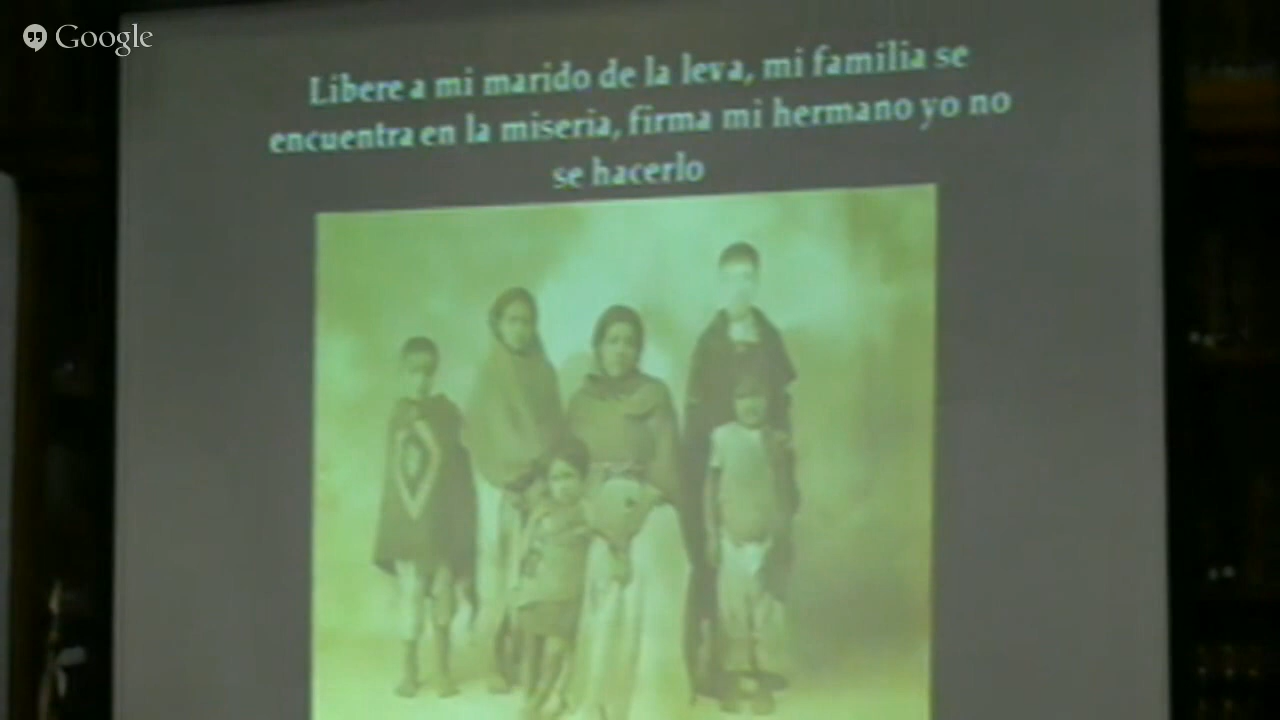 Google
Libere a mi marido de la leva, mi familia se
encuentra en la miseria, firma mi hermano yo no
se hacerlo